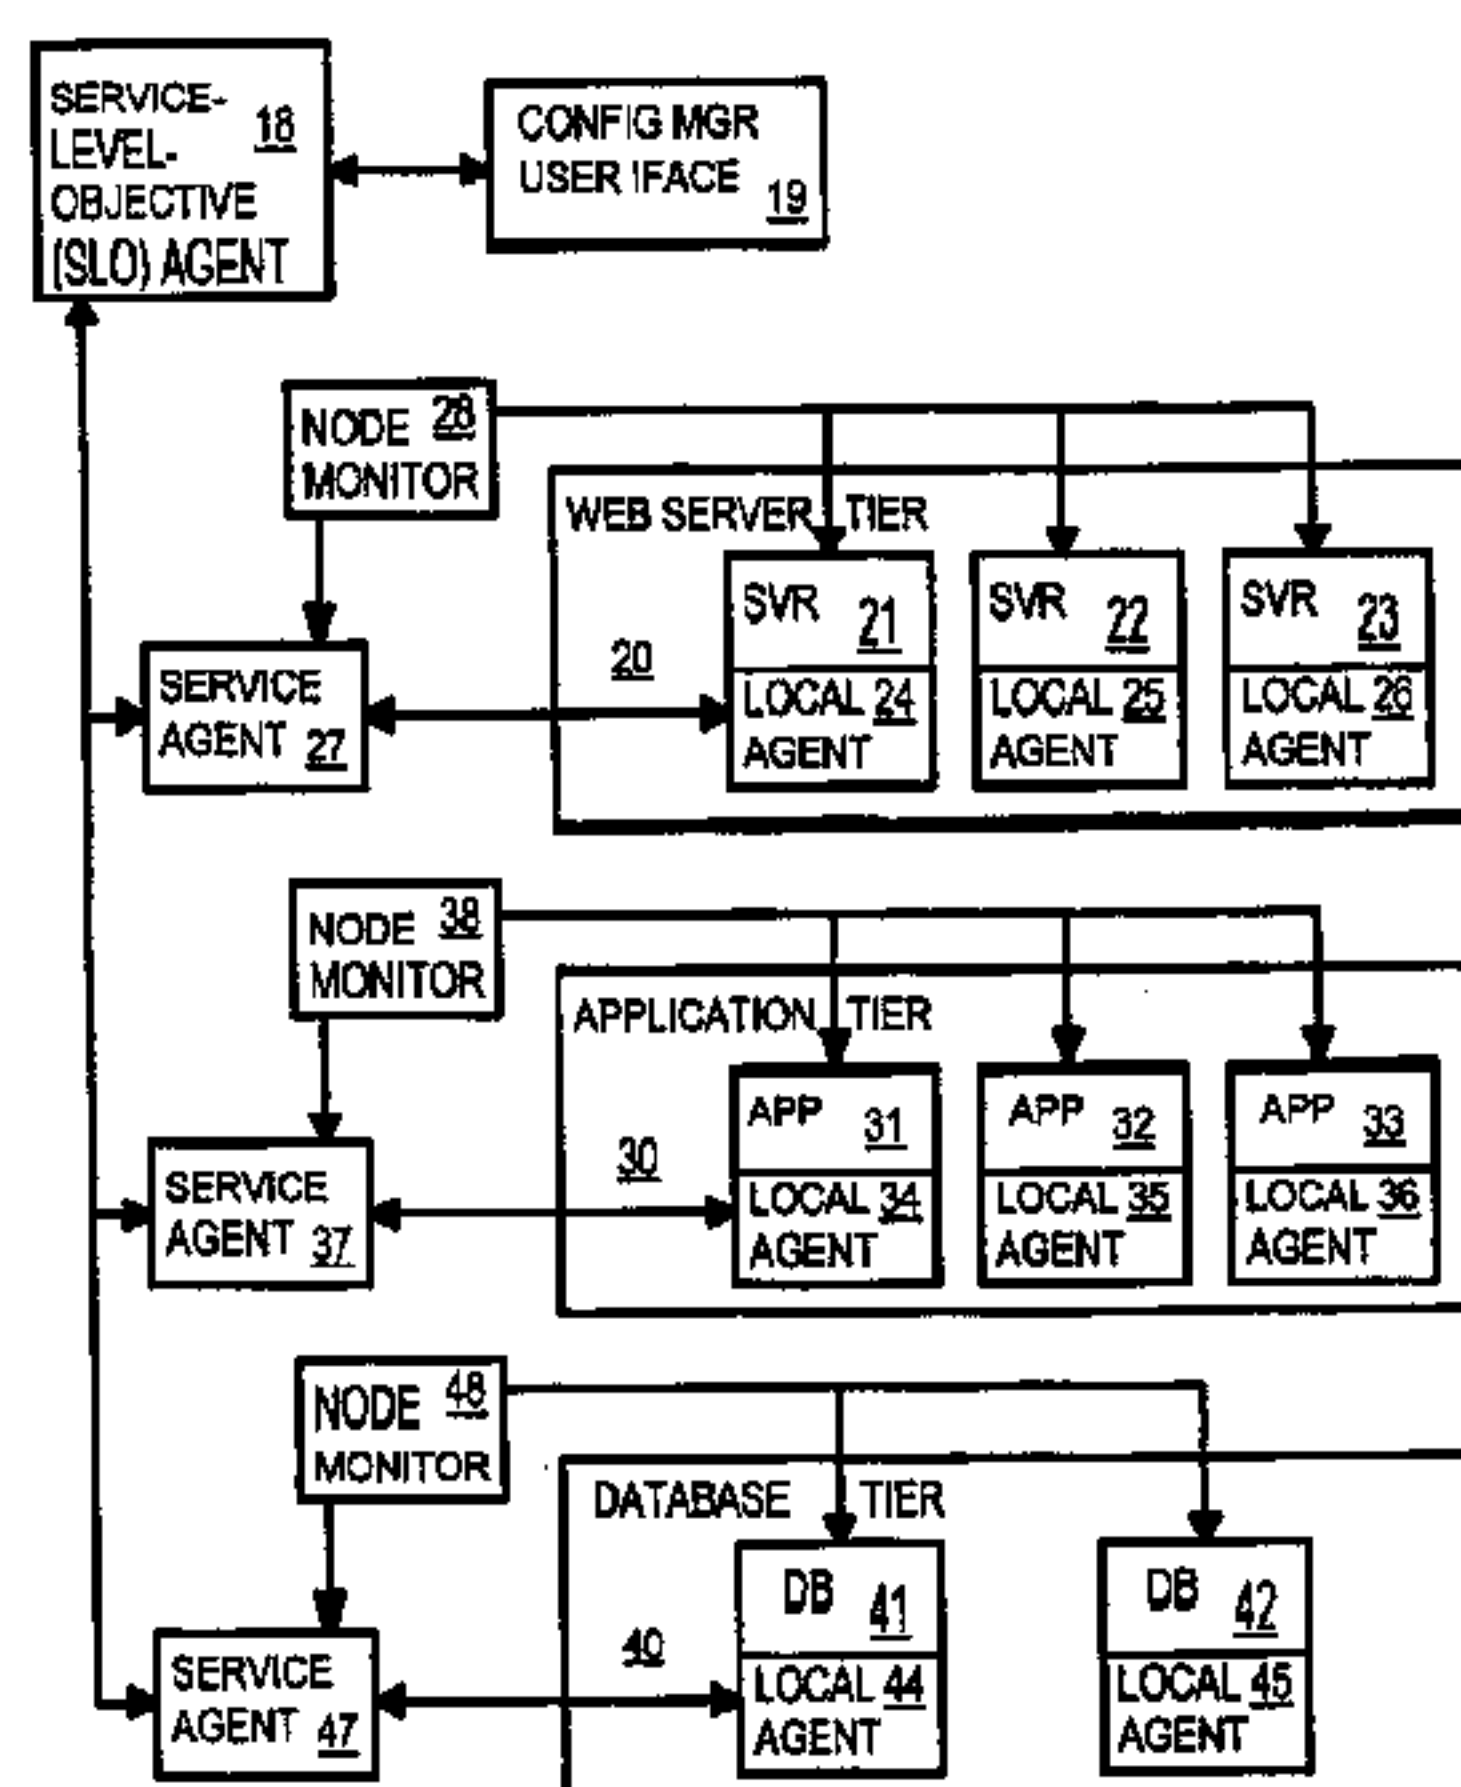 SERVICE-
LEVEL- 18
OBJECTIVE
(SLO) AGENT
CONFIG MGR
USER IFACE
19
NODE 28
MONITOR
WEB SERVER TIER
SVR 21
SVR 22
SVR 23
20
SERVICE
AGENT 27
LOCAL 24
AGENT
LOCAL 25
AGENT
LOCAL 26
AGENT
NODE 38
MONITOR
APPLICATION TIER
APP 31
APP 32
APP 33
30
SERVICE
AGENT 37
LOCAL 34
AGENT
LOCAL 35
AGENT
LOCAL 36
AGENT
NODE 48
MONITOR
DATABASE TIER
DB 41
DB 42
40
SERVICE
AGENT 47
LOCAL 44
AGENT
LOCAL 45
AGENT